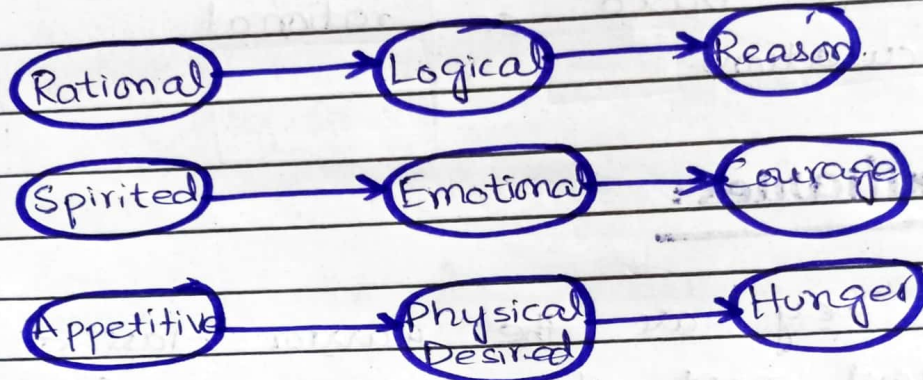 Rational Logical Reason.
Spirited Emotional Courage
Appetitive Physical Desired Hunger